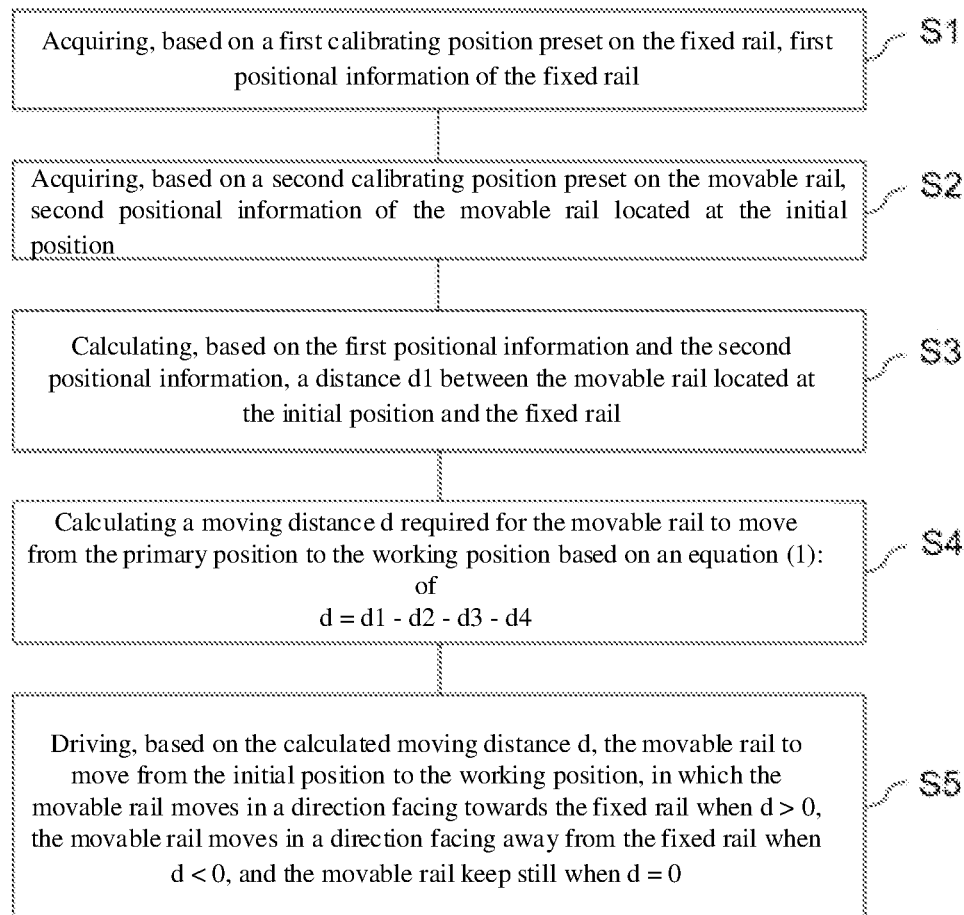 Acquiring, based on a first calibrating position preset on the fixed rail, first
positional information of the fixed rail
S1
Acquiring, based on a second calibrating position preset on the movable rail,
second positional information of the movable rail located at the initial
position
S2
Calculating, based on the first positional information and the second
positional information, a distance d1 between the movable rail located at
the initial position and the fixed rail
S3
Calculating a moving distance d required for the movable rail to move
from the primary position to the working position based on an equation (1):
of
d = d1 - d2 - d3 - d4
S4
Driving, based on the calculated moving distance d, the movable rail to
move from the initial position to the working position, in which the
movable rail moves in a direction facing towards the fixed rail when d > 0,
the movable rail moves in a direction facing away from the fixed rail when
d < 0, and the movable rail keep still when d = 0
S5